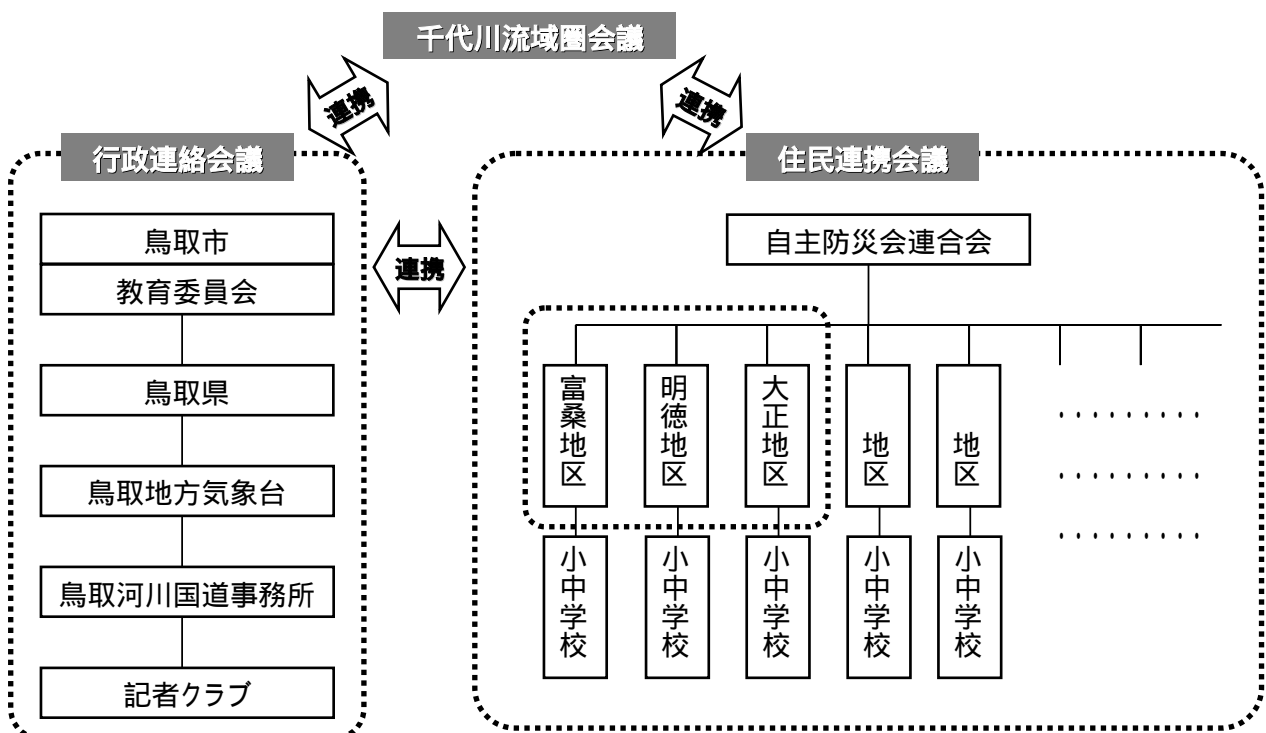 千代川流域圏会議
連携
連携
行政連絡会議
住民連携会議
鳥取市
教育委員会
鳥取県
鳥取地方気象台
鳥取河川国道事務所
記者クラブ
連携
自主防災会連合会
富桑地区
明徳地区
大正地区
地区
地区
・・・・・・・・・
・・・・・・・・・
・・・・・・・・・
小中学校
小中学校
小中学校
小中学校
小中学校